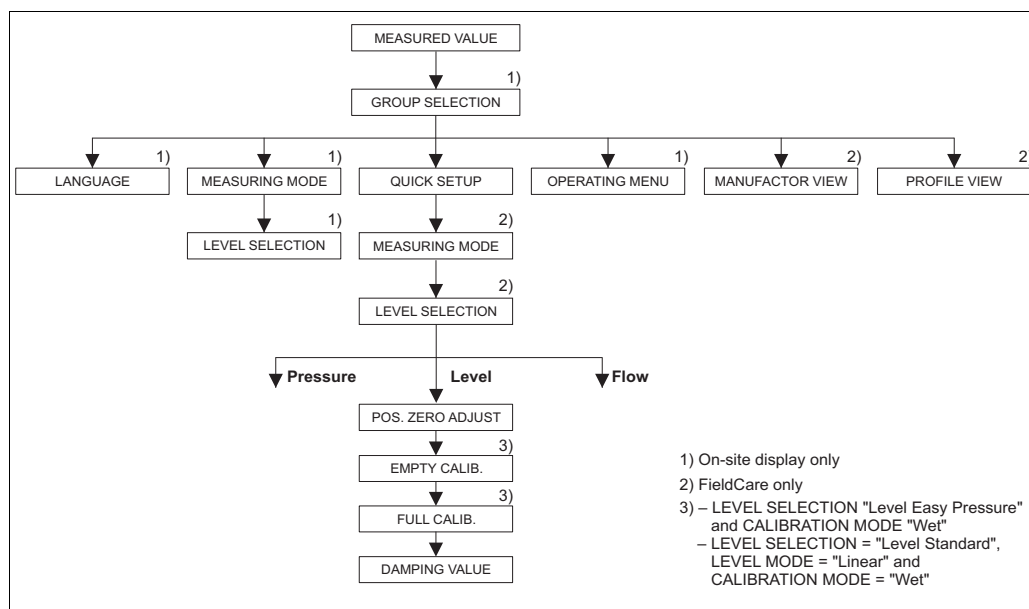 MEASURED VALUE
1)
GROUP SELECTION
1)
LANGUAGE
1)
MEASURING MODE
QUICK SETUP
1)
OPERATING MENU
2)
MANUFACTOR VIEW
2)
PROFILE VIEW
1)
LEVEL SELECTION
2)
MEASURING MODE
2)
LEVEL SELECTION
Pressure
Level
Flow
POS. ZERO ADJUST
3)
EMPTY CALIB.
3)
FULL CALIB.
DAMPING VALUE
1) On-site display only
2) FieldCare only
3) – LEVEL SELECTION "Level Easy Pressure"
and CALIBRATION MODE "Wet"
– LEVEL SELECTION = "Level Standard",
LEVEL MODE = "Linear" and
CALIBRATION MODE = "Wet"